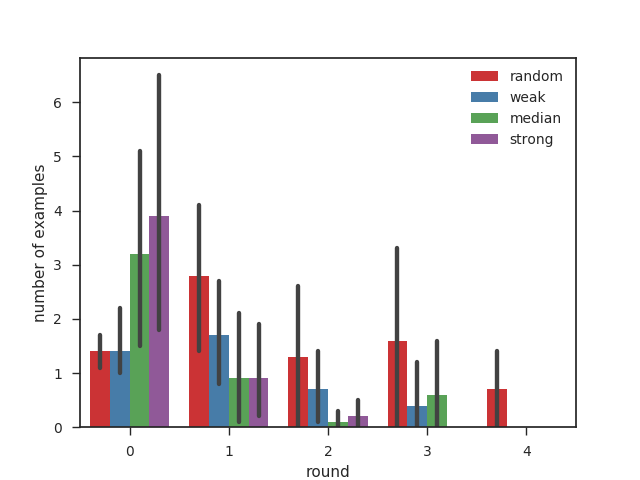 random
weak
median
strong
number of examples
6
5
4
3
2
1
0
0 1 2 3 4
round